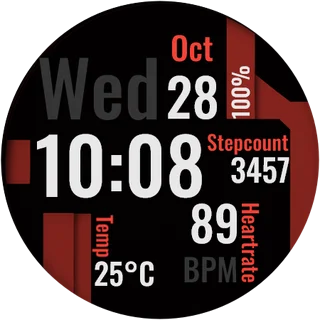 Oct
Wed
28
100%
10:08
Stepcount
3457
89
Heartrate
BPM
Temp
25°C